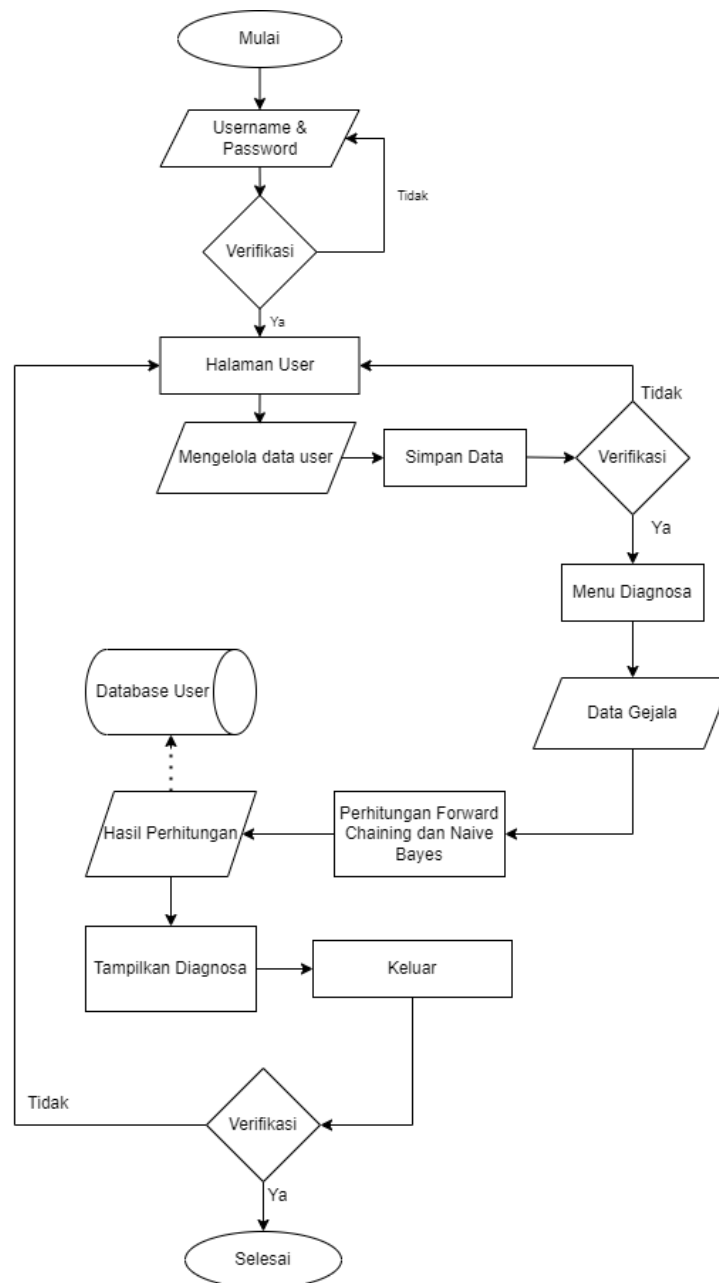 Mulai
Username &
Password
Tidak
Verifikasi
Ya
Halaman User
Tidak
Mengelola data user
Simpan Data
Verifikasi
Ya
Menu Diagnosa
Database User
Data Gejala
Hasil Perhitungan
Perhitungan Forward
Chaining dan Naive
Bayes
Tampilkan Diagnosa
Keluar
Tidak
Verifikasi
Ya
Selesai